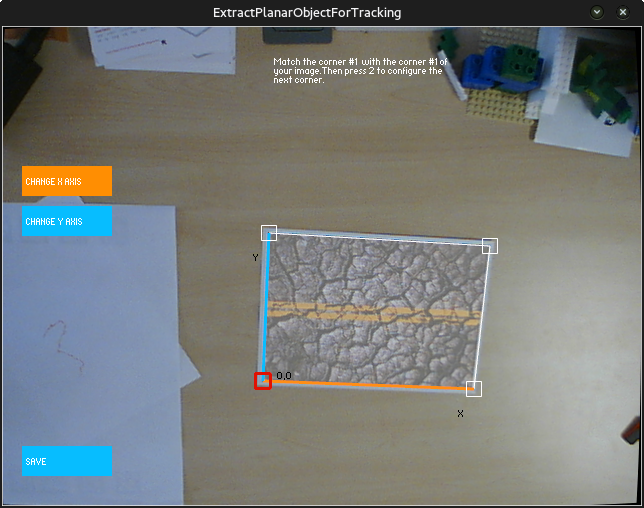 ExtractPlanarObjectForTracking
Match the corner #1 with the corner #1 of
your image.Then press 2 to configure the
next corner.
CHANGE X AXIS
CHANGE Y AXIS
Y
0,0
X
SAVE